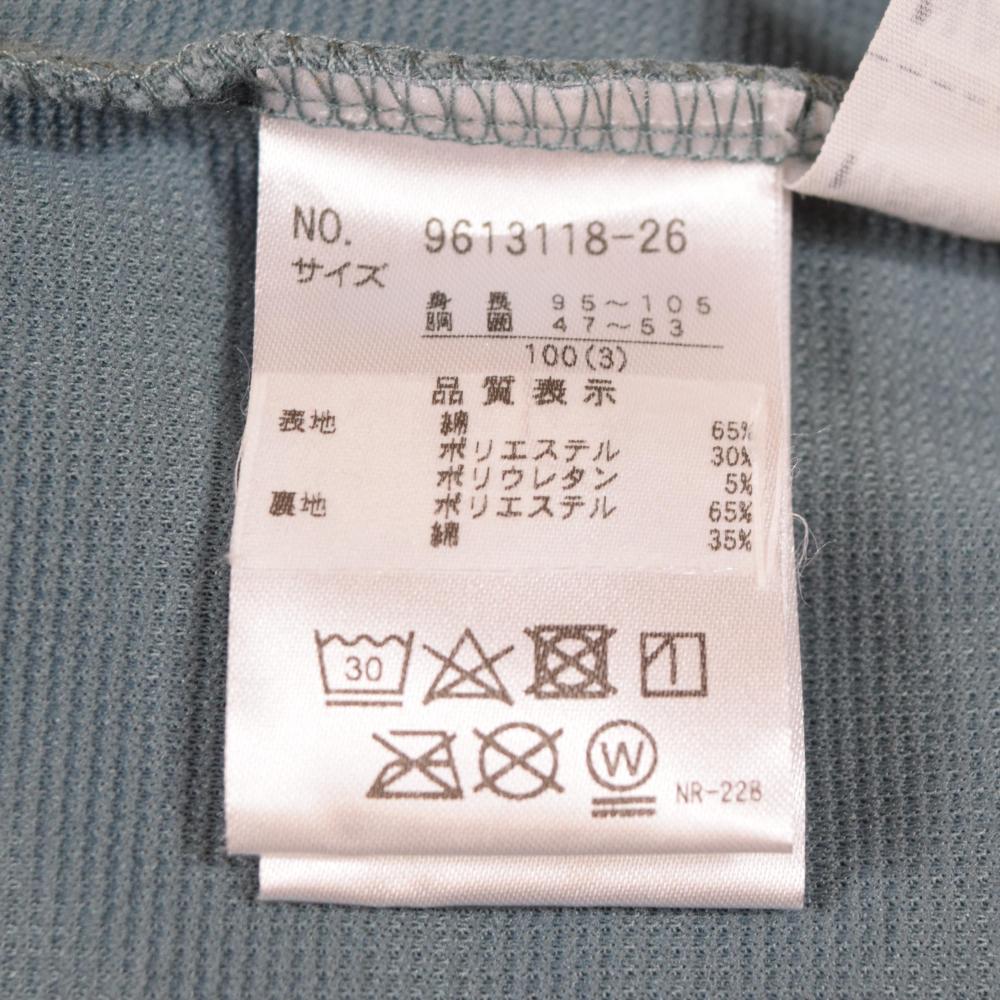 NO. 9613118-26
サイズ
身長 95～105
胴囲 47～53
100(3)
品質表示
表地 綿 65%
ポリエステル 30%
ポリウレタン 5%
裏地 ポリエステル 65%
綿 35%
30
W
NR-22B